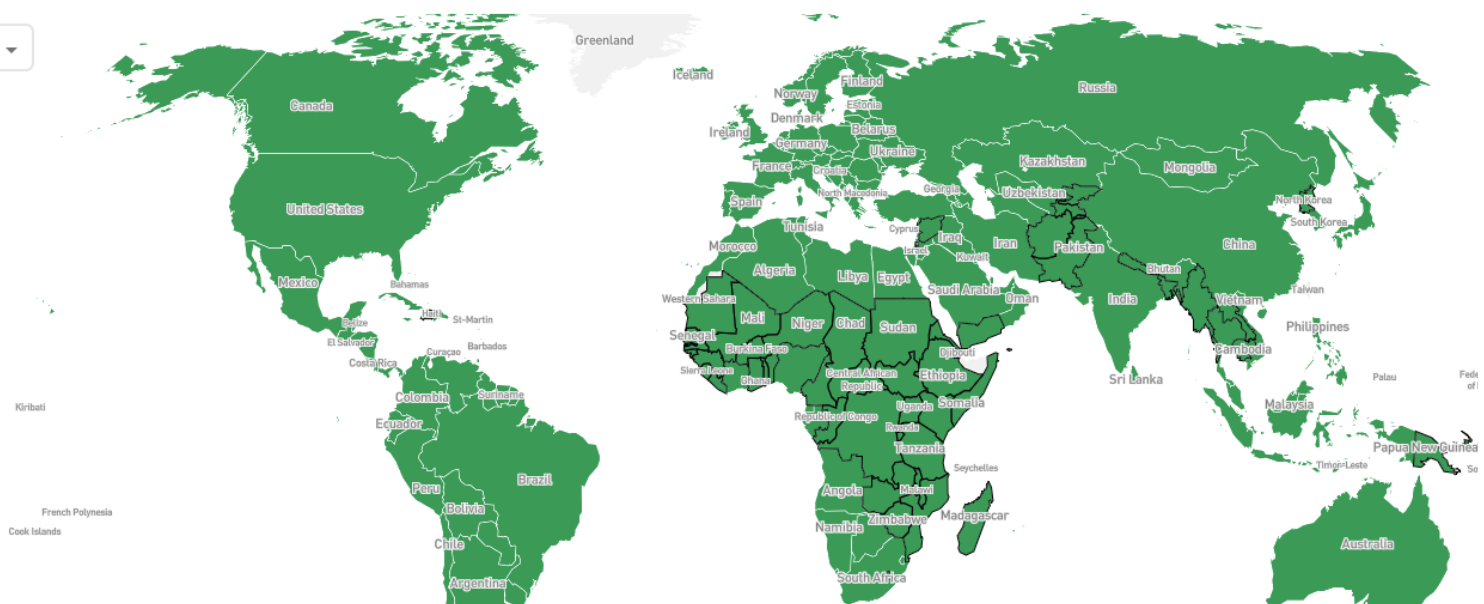 Greenland
Iceland
Finland
Norway
Russia
Canada
Estonia
Denmark
Ireland
Belarus
Germany
Ukraine
France
Kazakhstan
Mongolia
Croatia
Georgia
Uzbekistan
North Macedonia
Spain
North Korea
United States
South Korea
Tunisia
Cyprus
Morocco
Iraq
Iran
Pakistan
China
Israel
Kuwait
Algeria
Libya
Egypt
Bhutan
Mexico
Bahamas
Saudi Arabia
Oman
Taiwan
Western Sahara
India
Vietnam
Haiti
St-Martin
Mali
Niger
Chad
Sudan
Philippines
Belize
Senegal
El Salvador
Barbados
Burkina Faso
Djibouti
Cambodia
Curaçao
Costa Rica
Sierra Leone
Central African
Republic
Ethiopia
Ghana
Sri Lanka
Palau
Fede
of
Suriname
Colombia
Somalia
Malaysia
Kiribati
Uganda
Republic of Congo
Ecuador
Rwanda
Tanzania
Papua New Guinea
Seychelles
Timor-Leste
So
Brazil
Peru
Angola
Malawi
Bolivia
French Polynesia
Zimbabwe
Madagascar
Namibia
Cook Islands
Chile
Australia
South Africa
Argentina